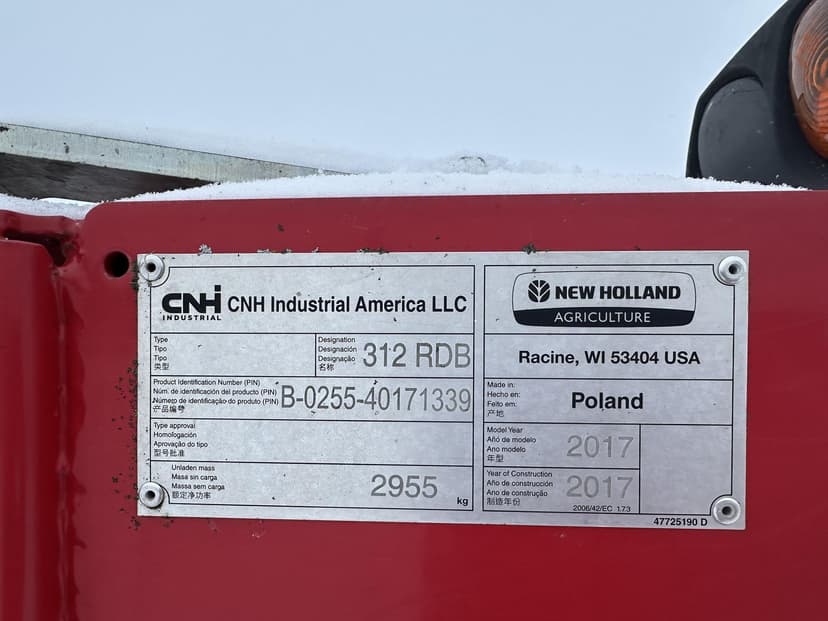 CNH
INDUSTRIAL
CNH Industrial America LLC
Type
Tipo
Tipo
类型
Designation
Designación
Designação
名称
312 RDB
Product Identification Number (PIN)
Núm. de identificación del producto (PIN)
Número de identificação do produto (PIN)
产品编号
B-0255-40171339
Type approval
Homologación
Aprovação do tipo
型号批准
Unladen mass
Masa sin carga
Massa sem carga
额定净功率
2955
kg
NEW HOLLAND
AGRICULTURE
Racine, WI 53404 USA
Made in:
Hecho en:
Feito em:
产地
Poland
Model Year
Año de modelo
Ano modelo
年型
2017
Year of Construction
Año de construcción
Ano de construção
制造年份
2017
2006/42/EC 1.7.3
47725190 D